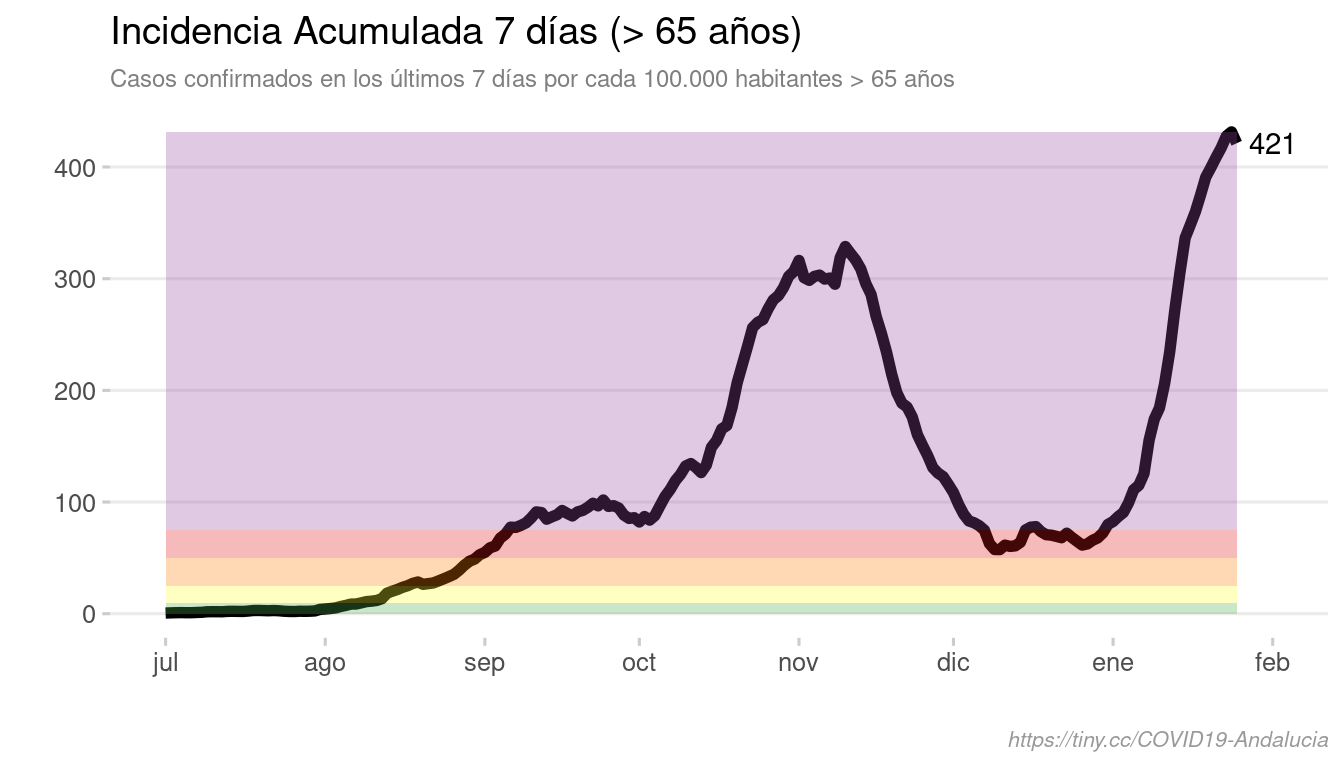 Incidencia Acumulada 7 días (> 65 años)
Casos confirmados en los últimos 7 días por cada 100.000 habitantes > 65 años
421
400
300
200
100
0
jul ago sep oct nov dic ene feb
https://tiny.cc/COVID19-Andalucia